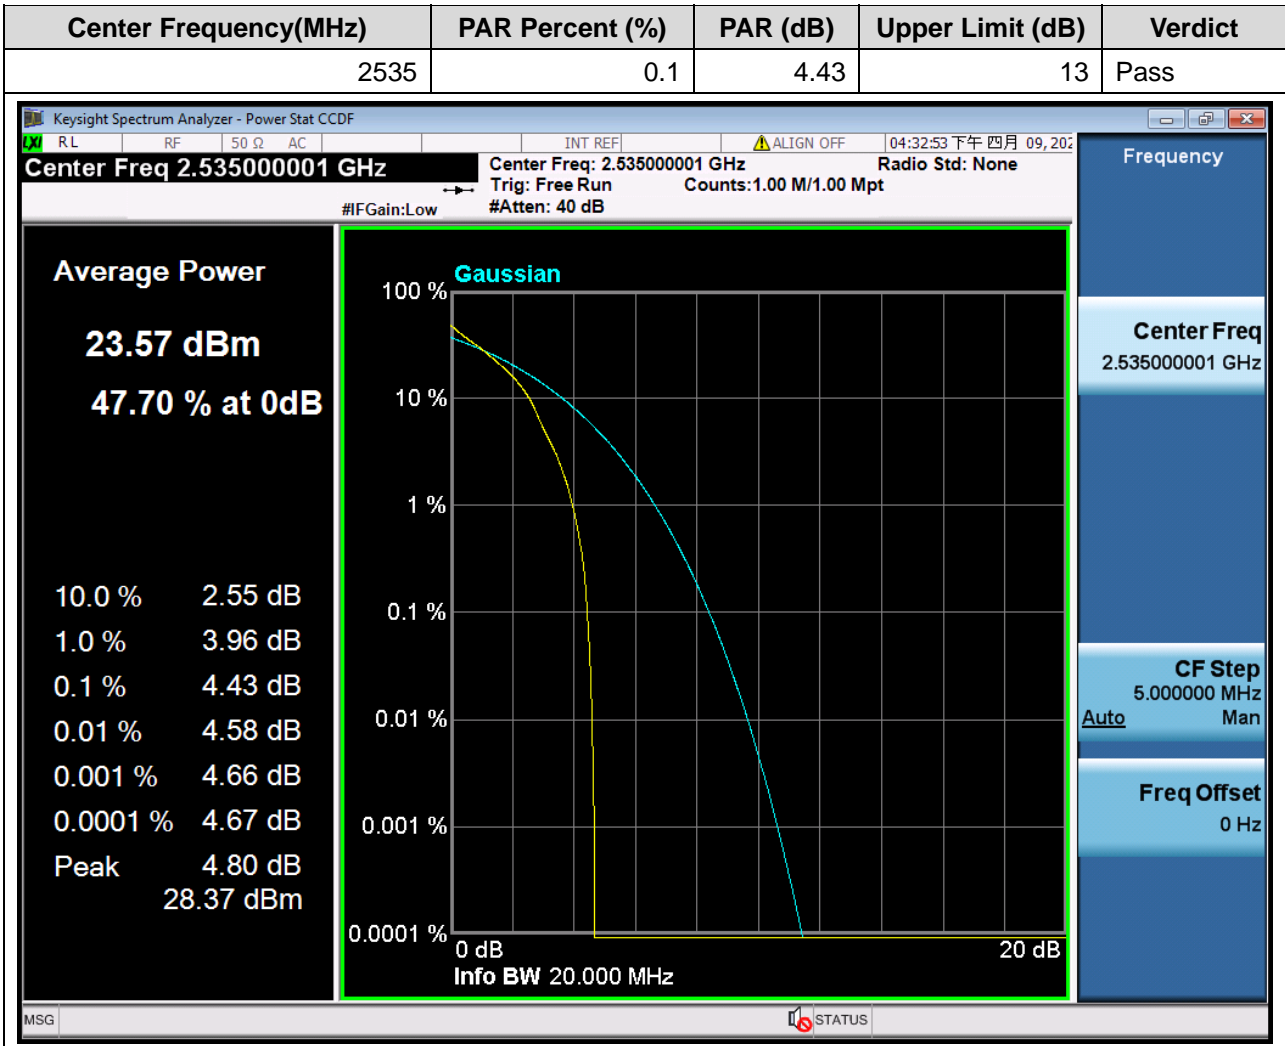 Center Frequency(MHz) PAR Percent (%) PAR (dB) Upper Limit (dB) Verdict
2535 0.1 4.43 13 Pass
Keysight Spectrum Analyzer - Power Stat CCDF
LXI RL RF 50 Ω AC INT REF ALIGN OFF 04:32:53 下午 四月 09, 202
Center Freq 2.535000001 GHz
Center Freq: 2.535000001 GHz Radio Std: None
Trig: Free Run Counts:1.00 M/1.00 Mpt
#IFGain:Low #Atten: 40 dB
Average Power
23.57 dBm
47.70 % at 0dB
10.0 % 2.55 dB
1.0 % 3.96 dB
0.1 % 4.43 dB
0.01 % 4.58 dB
0.001 % 4.66 dB
0.0001 % 4.67 dB
Peak 4.80 dB
28.37 dBm
Gaussian
100 %
10 %
1 %
0.1 %
0.01 %
0.001 %
0.0001 %
0 dB 20 dB
Info BW 20.000 MHz
Frequency
Center Freq
2.535000001 GHz
CF Step
5.000000 MHz
Auto Man
Freq Offset
0 Hz
MSG STATUS